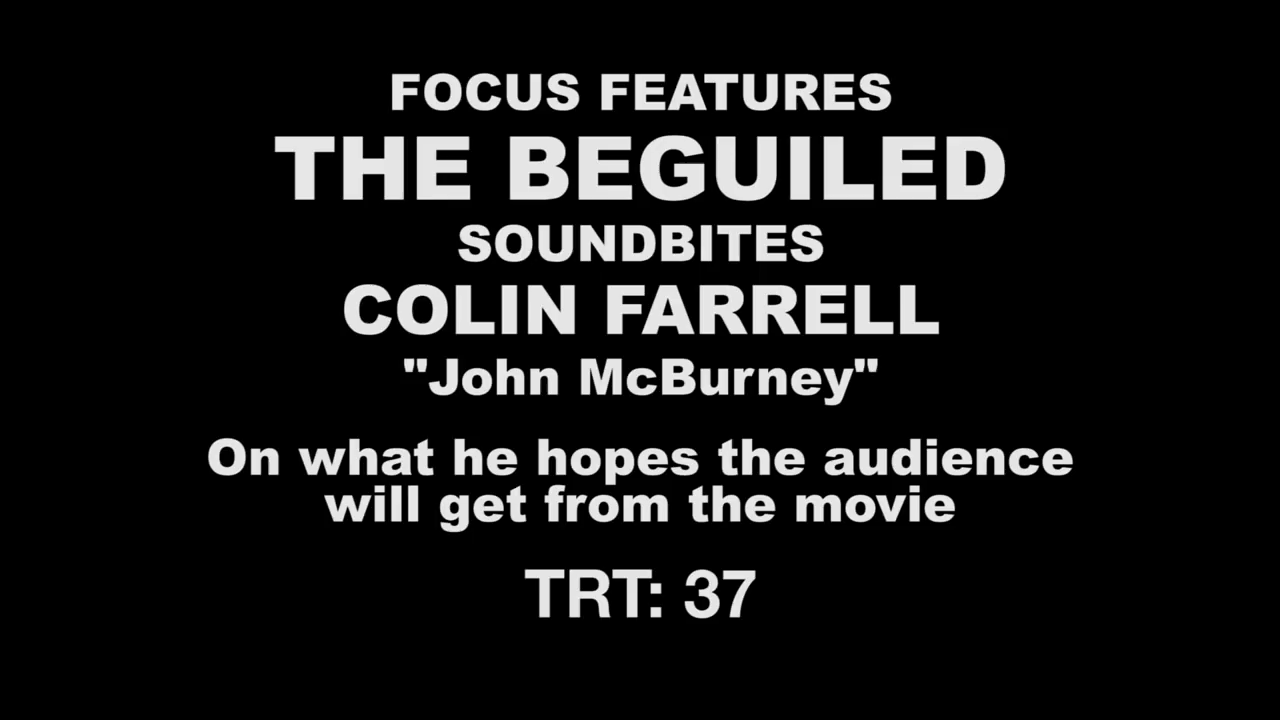 FOCUS FEATURES
THE BEGUILED
SOUNDBITES
COLIN FARRELL
"John McBurney"
On what he hopes the audience
will get from the movie
TRT: 37